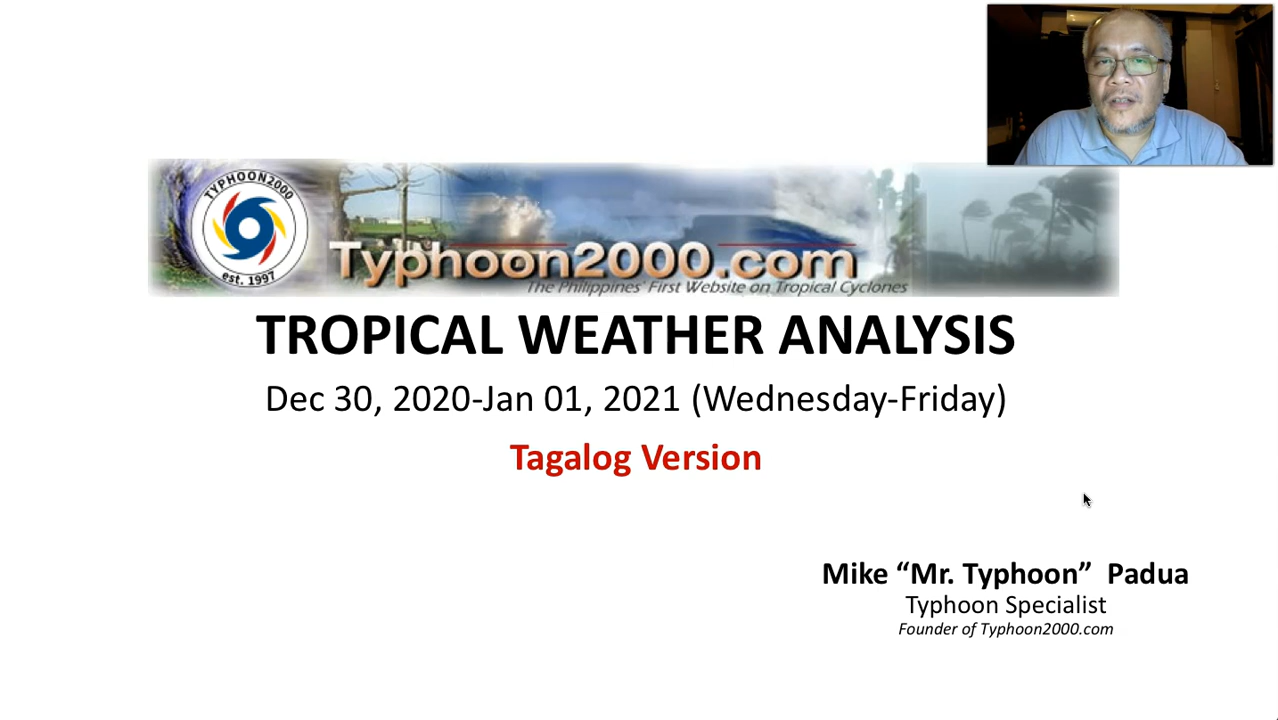 TYPHOON2000
est. 1997
Typhoon2000.com
The Philippines' First Website on Tropical Cyclones
TROPICAL WEATHER ANALYSIS
Dec 30, 2020-Jan 01, 2021 (Wednesday-Friday)
Tagalog Version
Mike “Mr. Typhoon” Padua
Typhoon Specialist
Founder of Typhoon2000.com